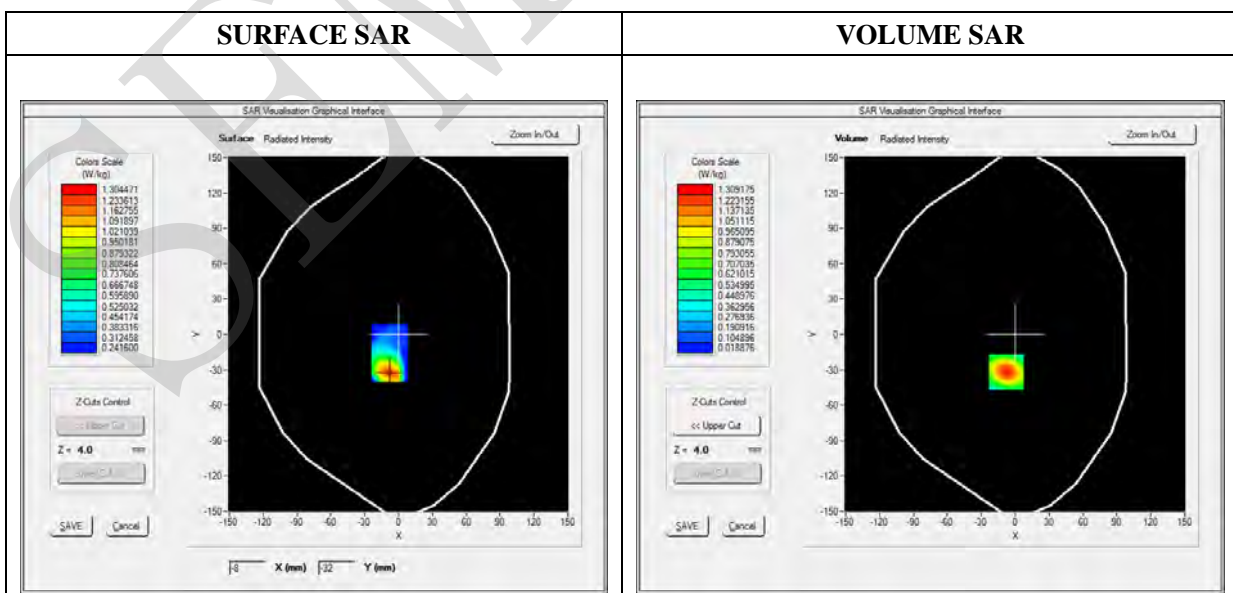 SURFACE SAR
VOLUME SAR
SAR Visualisation Graphical Interface
Surface Radiated Intensity
Zoom In/Out
Colors Scale
(W/kg)
1.304471
1.233613
1.162755
1.091897
1.021039
0.950181
0.879322
0.808464
0.737606
0.666748
0.595890
0.525032
0.454174
0.383316
0.312458
0.241600
150
120
90
60
30
0
-30
-60
-90
-120
-150
Y
-150 -120 -90 -60 -30 0 30 60 90 120 150
X
Z-Cuts Control
<< Upper Cut
Z = 4.0 mm
SAVE Cancel
-8 X (mm) -32 Y (mm)
SAR Visualisation Graphical Interface
Volume Radiated Intensity
Zoom In/Out
Colors Scale
(W/kg)
1.309175
1.223155
1.137135
1.051115
0.965095
0.879075
0.793055
0.707035
0.621015
0.534995
0.448976
0.362956
0.276936
0.190916
0.104896
0.018876
150
120
90
60
30
0
-30
-60
-90
-120
-150
Y
-150 -120 -90 -60 -30 0 30 60 90 120 150
X
Z-Cuts Control
<< Upper Cut
Z = 4.0 mm
SAVE Cancel